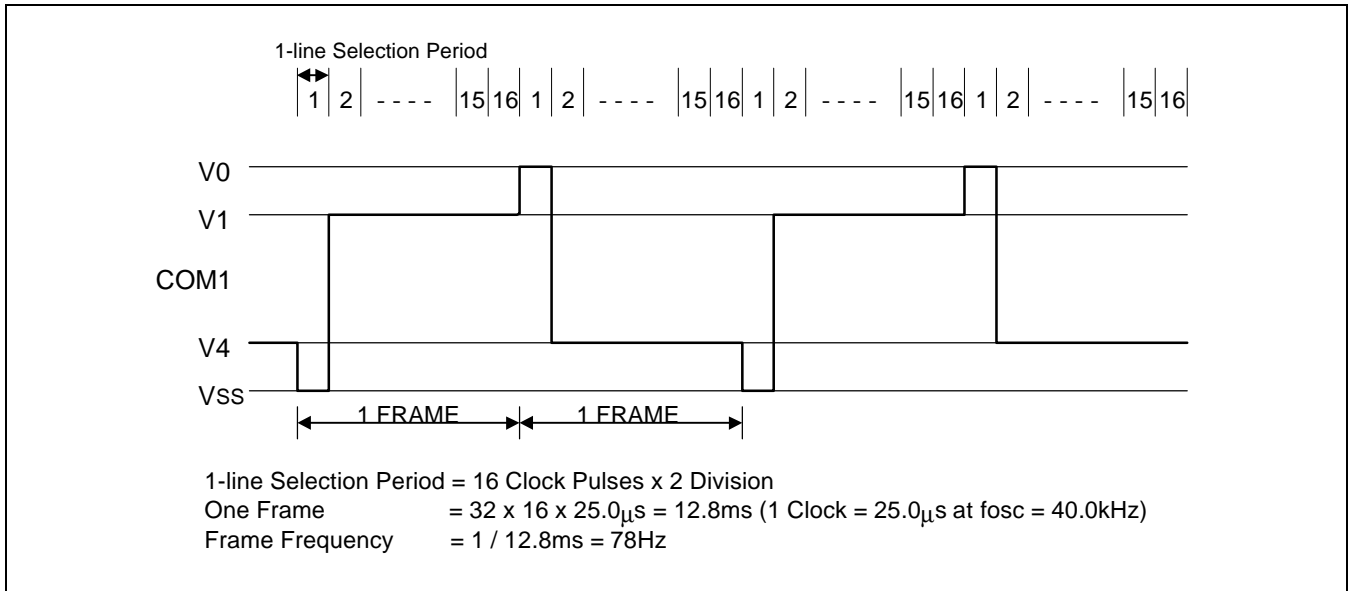 1-line Selection Period
1 2 - - - - 15 16 1 2 - - - - 15 16 1 2 - - - - 15 16 1 2 - - - - 15 16
V0
V1
COM1
V4
VSS
1 FRAME 1 FRAME
1-line Selection Period = 16 Clock Pulses x 2 Division
One Frame = 32 x 16 x 25.0μs = 12.8ms (1 Clock = 25.0μs at fosc = 40.0kHz)
Frame Frequency = 1 / 12.8ms = 78Hz